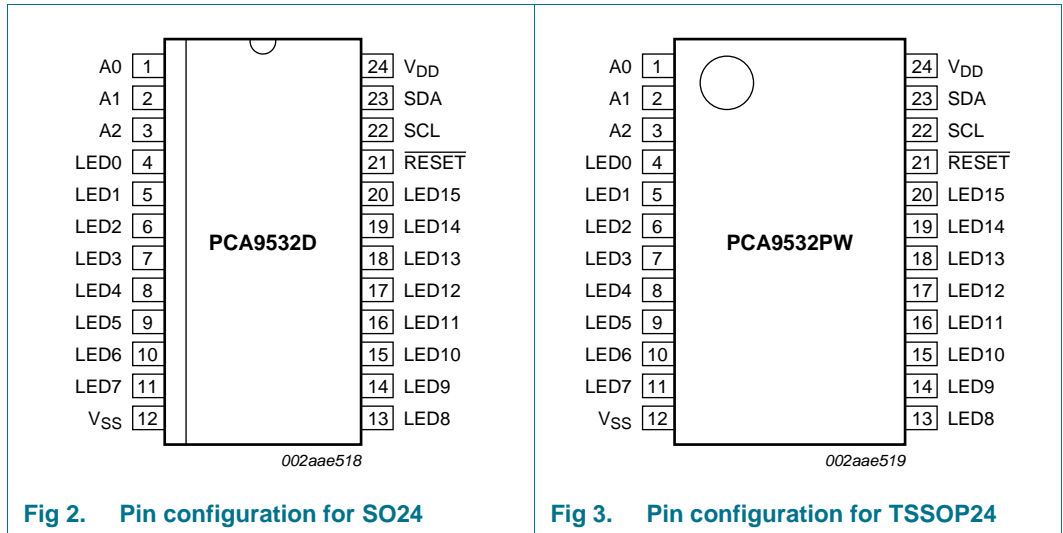 A0 1
A1 2
A2 3
LED0 4
LED1 5
LED2 6
LED3 7
LED4 8
LED5 9
LED6 10
LED7 11
VSS 12
PCA9532D
24 VDD
23 SDA
22 SCL
21 RESET
20 LED15
19 LED14
18 LED13
17 LED12
16 LED11
15 LED10
14 LED9
13 LED8
002aae518
Fig 2. Pin configuration for SO24
A0 1
A1 2
A2 3
LED0 4
LED1 5
LED2 6
LED3 7
LED4 8
LED5 9
LED6 10
LED7 11
VSS 12
PCA9532PW
24 VDD
23 SDA
22 SCL
21 RESET
20 LED15
19 LED14
18 LED13
17 LED12
16 LED11
15 LED10
14 LED9
13 LED8
002aae519
Fig 3. Pin configuration for TSSOP24